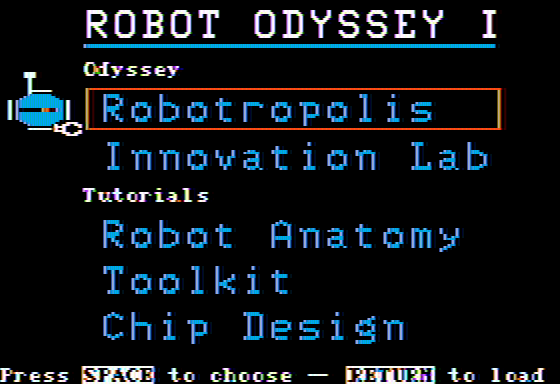 ROBOT ODYSSEY I
Odyssey
Robotropolis
Innovation Lab
Tutorials
Robot Anatomy
Toolkit
Chip Design
Press SPACE to choose — RETURN to load